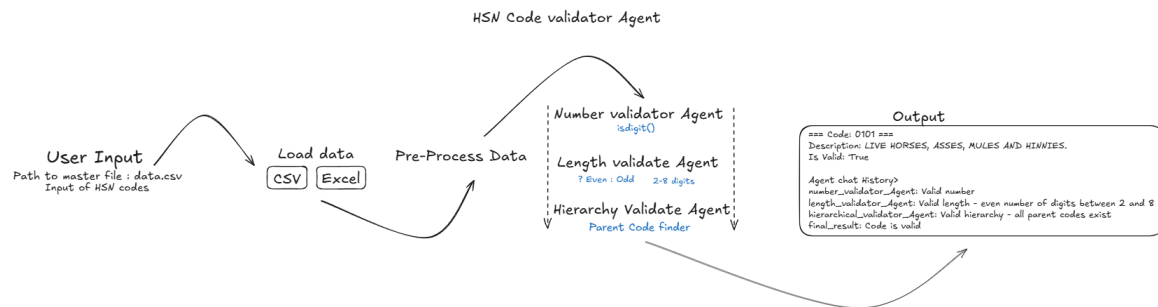 HSN Code validator Agent
User Input
Path to master file : data.csv
Input of HSN codes
Load data
CSV
Excel
Pre-Process Data
Number validator Agent
isdigit()
Length validate Agent
? Even : Odd
2-8 digits
Hierarchy Validate Agent
Parent Code finder
Output
=== Code: 0101 ===
Description: LIVE HORSES, ASSES, MULES AND HINNIES.
Is Valid: True
Agent chat History>
number_validator_Agent: Valid number
length_validator_Agent: Valid length - even number of digits between 2 and 8
hierarchical_validator_Agent: Valid hierarchy - all parent codes exist
final_result: Code is valid